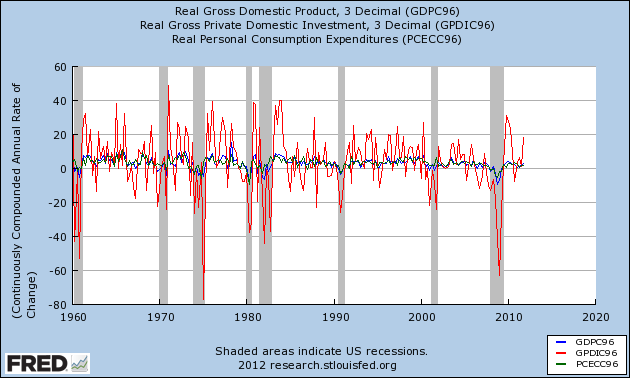 Real Gross Domestic Product, 3 Decimal (GDPC96)
Real Gross Private Domestic Investment, 3 Decimal (GPDIC96)
Real Personal Consumption Expenditures (PCECC96)
(Continuously Compounded Annual Rate of
Change)
60
40
20
0
-20
-40
-60
-80
1960
1970
1980
1990
2000
2010
2020
Shaded areas indicate US recessions.
2012 research.stlouisfed.org
FRED
GDPC96
GPDIC96
PCECC96